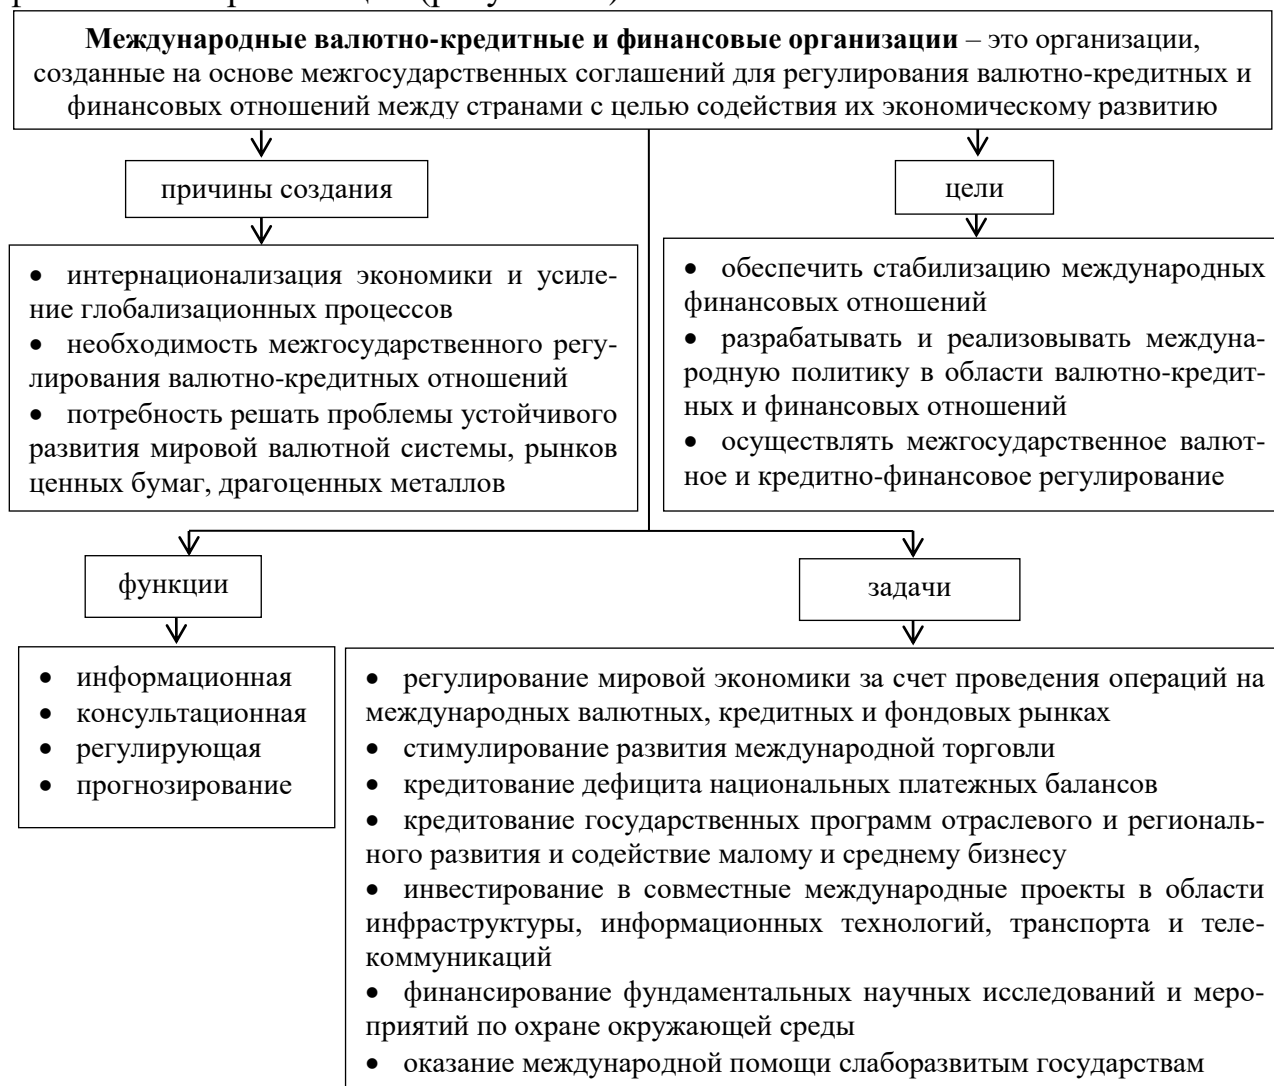 Международные валютно-кредитные и финансовые организации – это организации,
созданные на основе межгосударственных соглашений для регулирования валютно-кредитных и
финансовых отношений между странами с целью содействия их экономическому развитию
причины создания
цели
• интернационализация экономики и усиле-
ние глобализационных процессов
• необходимость межгосударственного регу-
лирования валютно-кредитных отношений
• потребность решать проблемы устойчивого
развития мировой валютной системы, рынков
ценных бумаг, драгоценных металлов
• обеспечить стабилизацию международных
финансовых отношений
• разрабатывать и реализовывать междуна-
родную политику в области валютно-кредит-
ных и финансовых отношений
• осуществлять межгосударственное валют-
ное и кредитно-финансовое регулирование
функции
задачи
• информационная
• консультационная
• регулирующая
• прогнозирование
• регулирование мировой экономики за счет проведения операций на
международных валютных, кредитных и фондовых рынках
• стимулирование развития международной торговли
• кредитование дефицита национальных платежных балансов
• кредитование государственных программ отраслевого и региональ-
ного развития и содействие малому и среднему бизнесу
• инвестирование в совместные международные проекты в области
инфраструктуры, информационных технологий, транспорта и теле-
коммуникаций
• финансирование фундаментальных научных исследований и меро-
приятий по охране окружающей среды
• оказание международной помощи слаборазвитым государствам